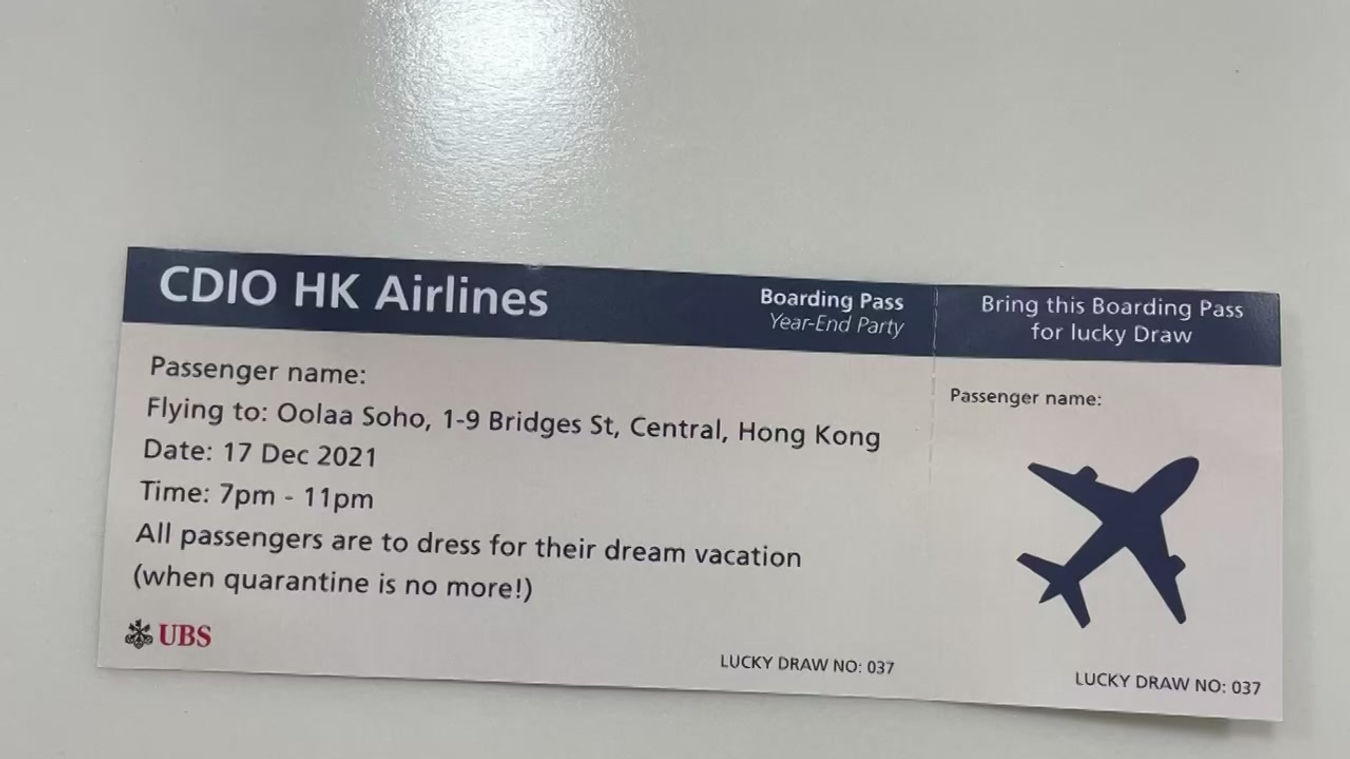 CDIO HK Airlines
Boarding Pass
Year-End Party
Passenger name:
Flying to: Oolaa Soho, 1-9 Bridges St, Central, Hong Kong
Date: 17 Dec 2021
Time: 7pm - 11pm
All passengers are to dress for their dream vacation
(when quarantine is no more!)
UBS
LUCKY DRAW NO: 037
Bring this Boarding Pass
for lucky Draw
Passenger name:
LUCKY DRAW NO: 037